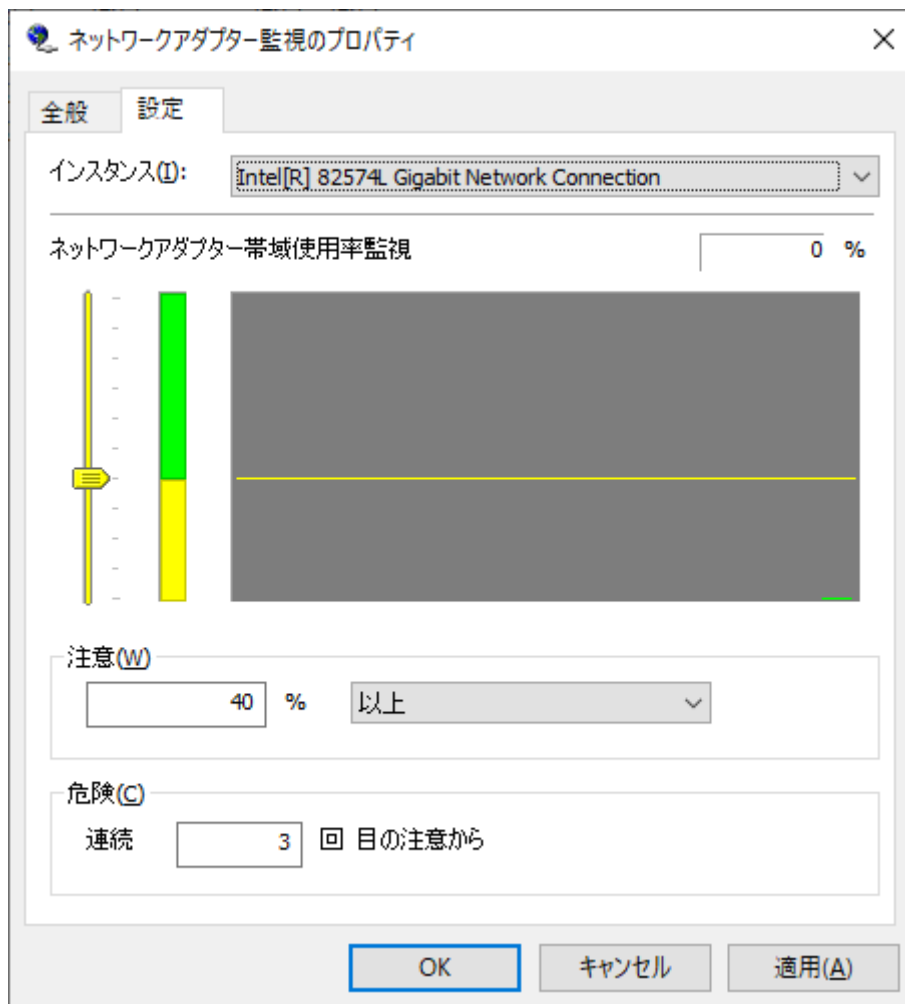 ネットワークアダプター監視のプロパティ
全般 設定
インスタンス(I): Intel[R] 82574L Gigabit Network Connection
ネットワークアダプター帯域使用率監視 0 %
注意(W)
40 % 以上
危険(C)
連続 3 回 目の注意から
OK キャンセル 適用(A)